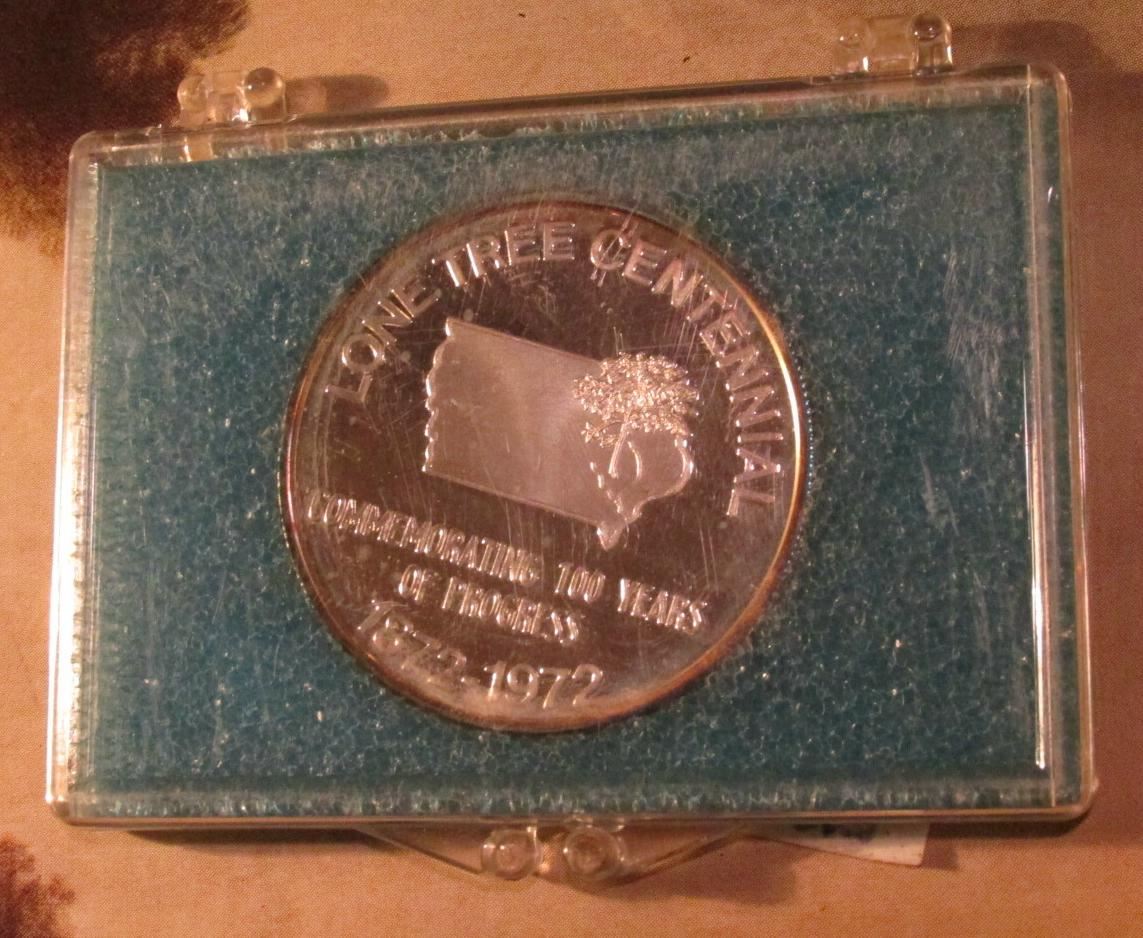 LONE TREE CENTENNIAL
COMMEMORATING 100 YEARS
OF PROGRESS
1872-1972